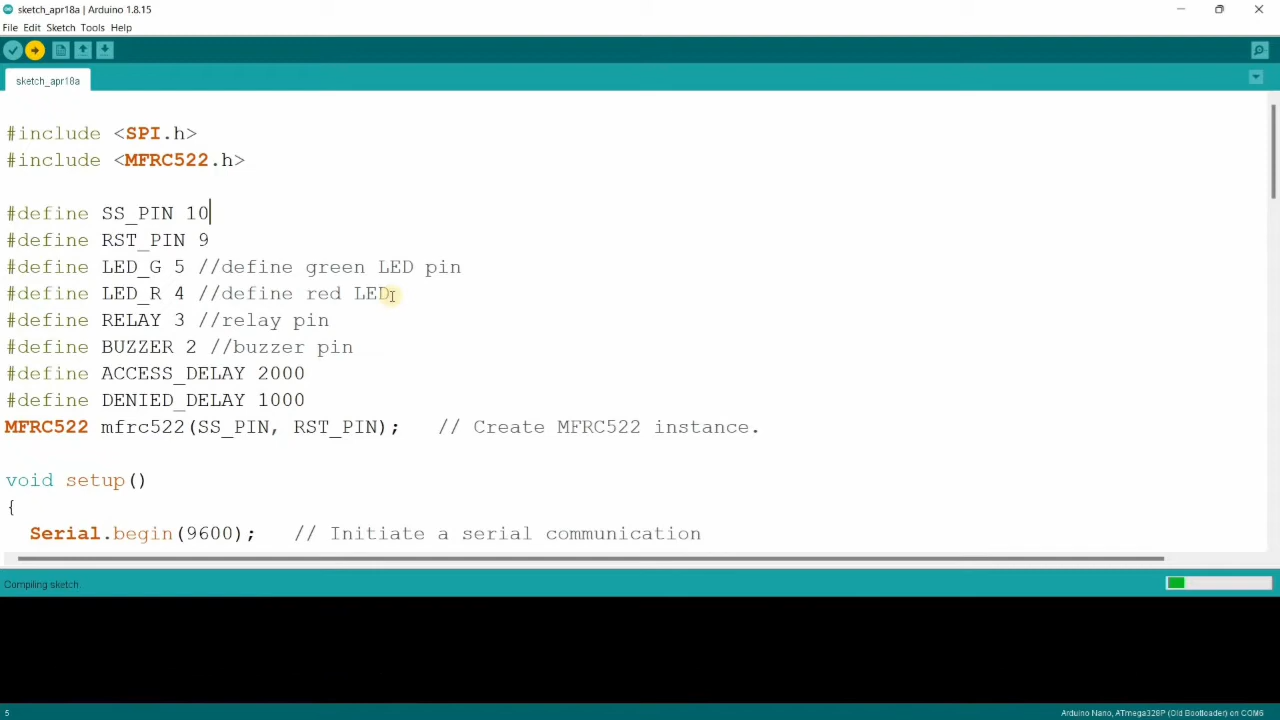 sketch_apr18a | Arduino 1.8.15
File Edit Sketch Tools Help
sketch_apr18a
#include <SPI.h>
#include <MFRC522.h>
#define SS_PIN 10
#define RST_PIN 9
#define LED_G 5 //define green LED pin
#define LED_R 4 //define red LED
#define RELAY 3 //relay pin
#define BUZZER 2 //buzzer pin
#define ACCESS_DELAY 2000
#define DENIED_DELAY 1000
MFRC522 mfrc522(SS_PIN, RST_PIN);   // Create MFRC522 instance.
void setup()
{
  Serial.begin(9600);   // Initiate a serial communication
Compiling sketch.
5
Arduino Nano, ATmega328P (Old Bootloader) on COM6